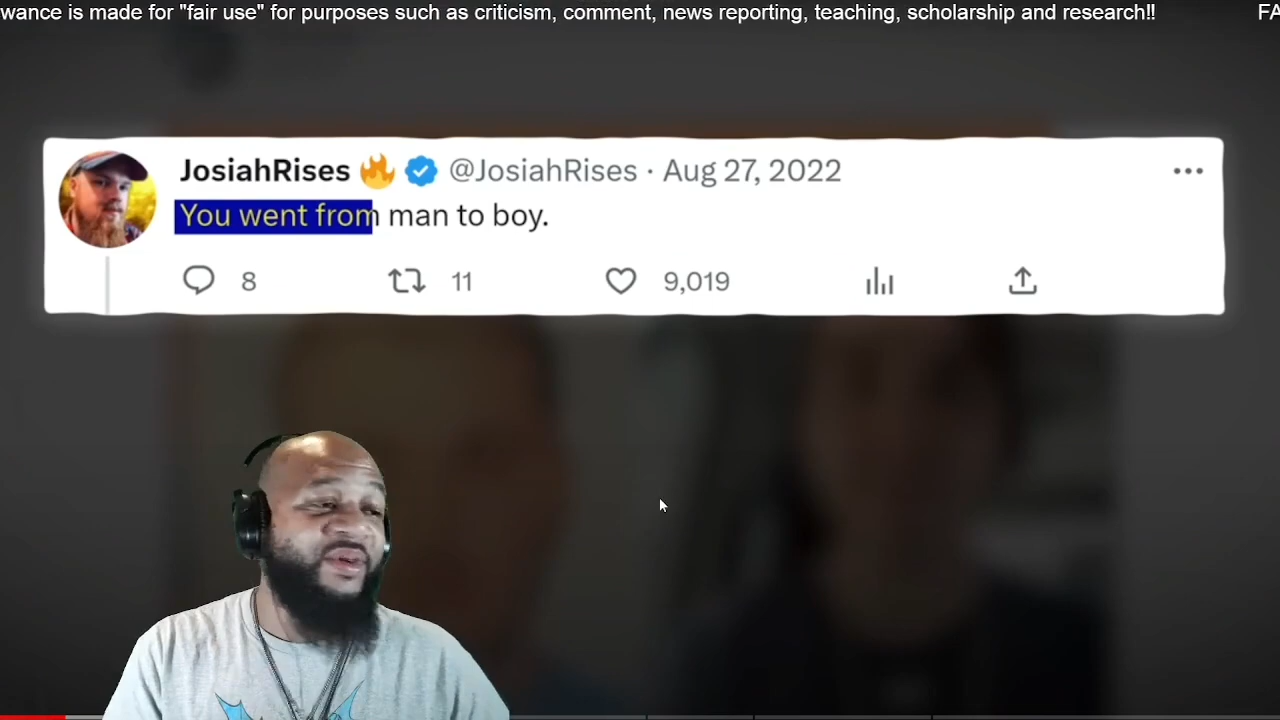 wance is made for "fair use" for purposes such as criticism, comment, news reporting, teaching, scholarship and research!! FA
JosiahRises 🔥 @JosiahRises · Aug 27, 2022
You went from man to boy.
8 11 9,019